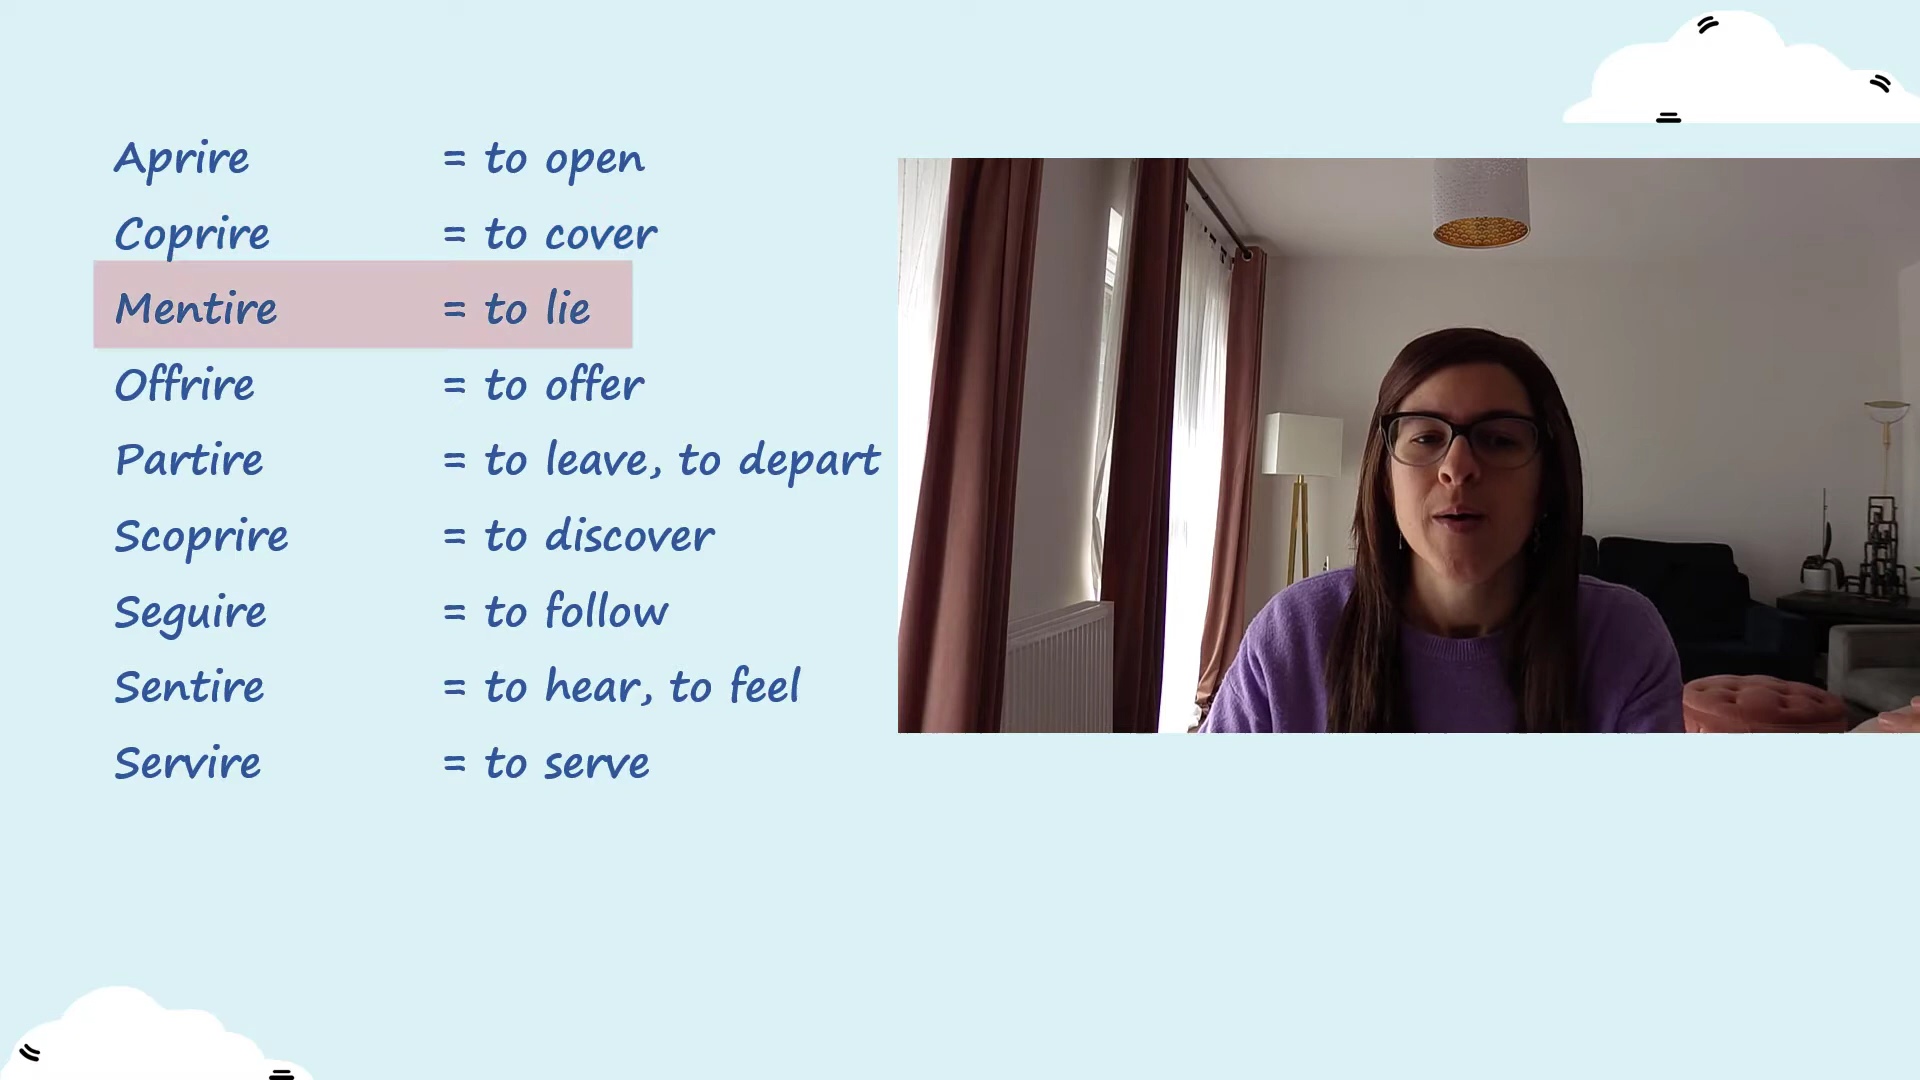 Aprire = to open
Coprire = to cover
Mentire = to lie
Offrire = to offer
Partire = to leave, to depart
Scoprire = to discover
Seguire = to follow
Sentire = to hear, to feel
Servire = to serve